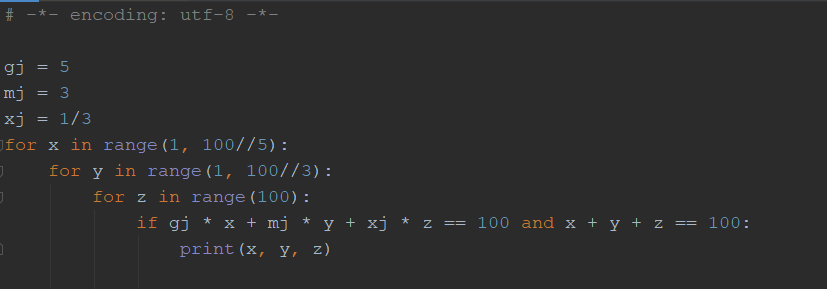 # -*- encoding: utf-8 -*-
gj = 5
mj = 3
xj = 1/3
for x in range(1, 100//5):
    for y in range(1, 100//3):
        for z in range(100):
            if gj * x + mj * y + xj * z == 100 and x + y + z == 100:
                print(x, y, z)